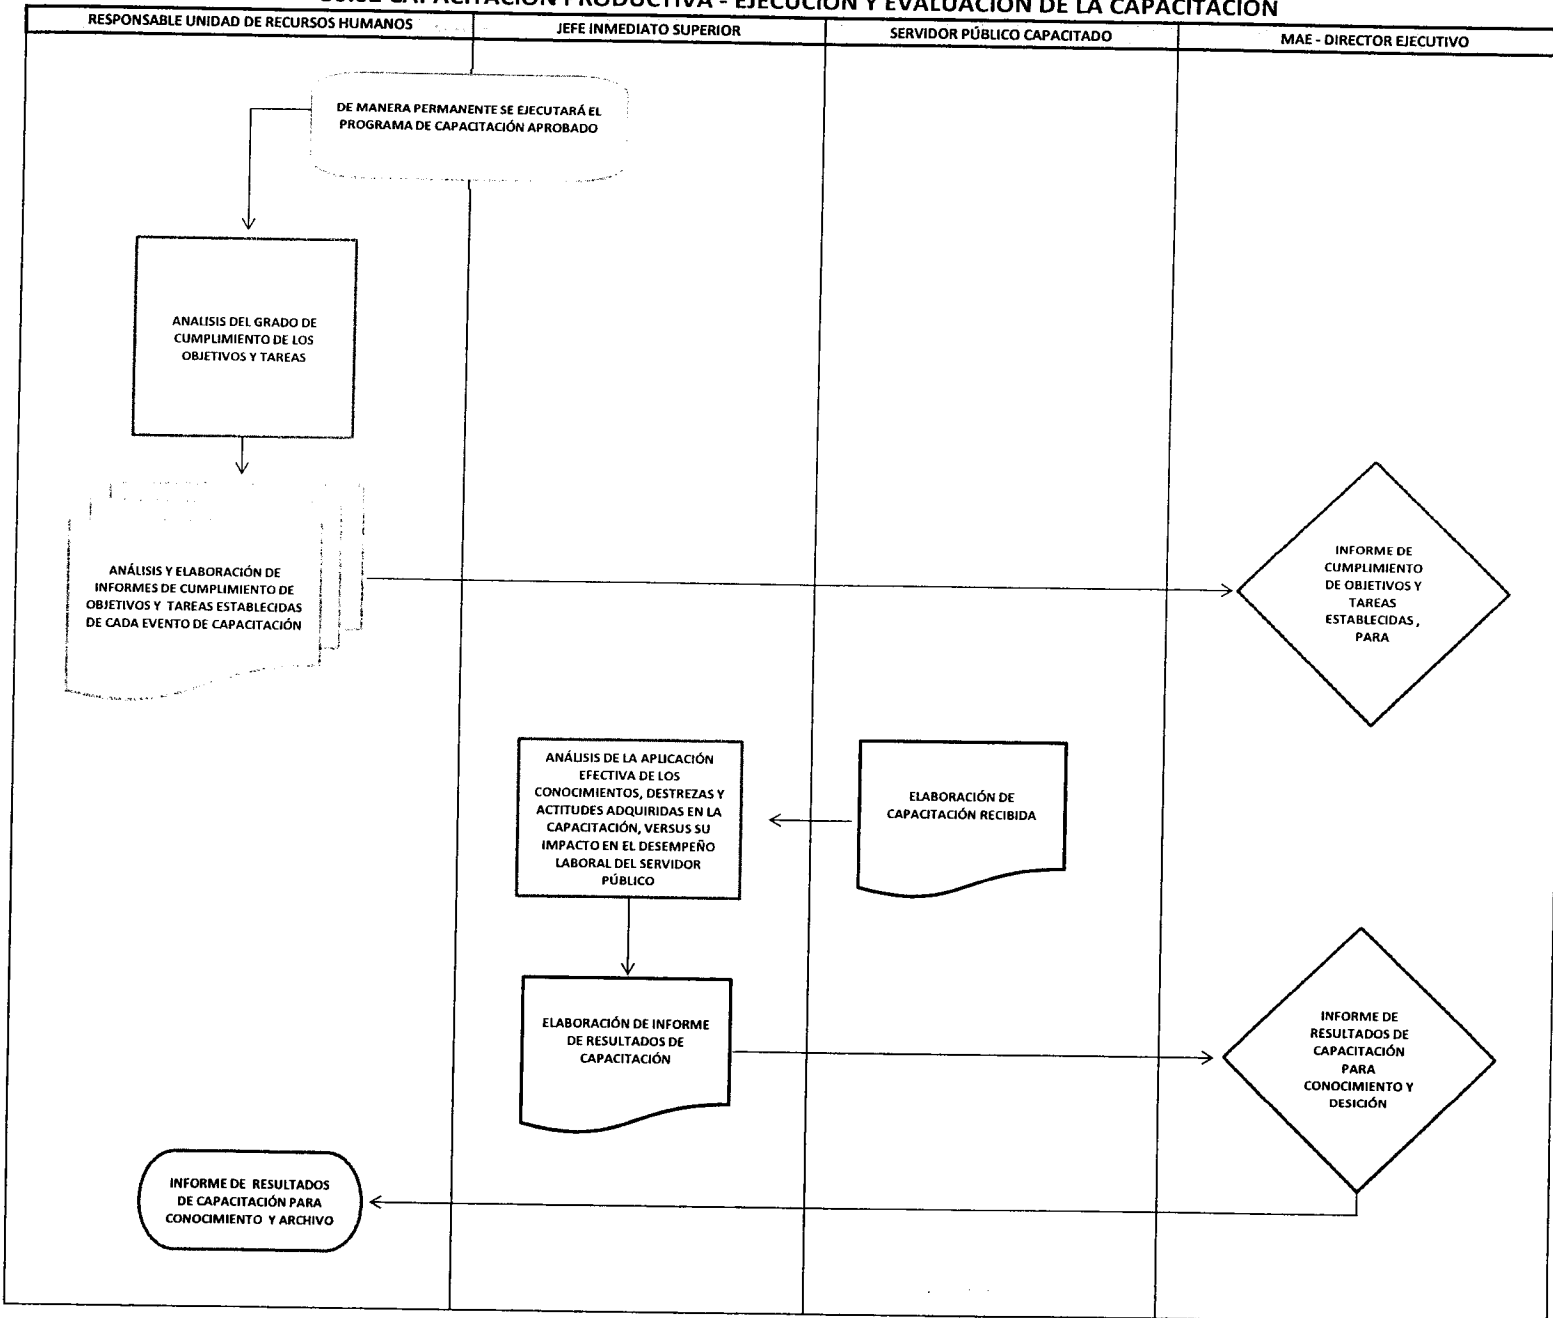 CAPACITACIÓN PRODUCTIVA - EJECUCIÓN Y EVALUACIÓN DE LA CAPACITACIÓN
RESPONSABLE UNIDAD DE RECURSOS HUMANOS
JEFE INMEDIATO SUPERIOR
SERVIDOR PÚBLICO CAPACITADO
MAE - DIRECTOR EJECUTIVO
DE MANERA PERMANENTE SE EJECUTARÁ EL
PROGRAMA DE CAPACITACIÓN APROBADO
ANALISIS DEL GRADO DE
CUMPLIMIENTO DE LOS
OBJETIVOS Y TAREAS
ANÁLISIS Y ELABORACIÓN DE
INFORMES DE CUMPLIMIENTO DE
OBJETIVOS Y TAREAS ESTABLECIDAS
DE CADA EVENTO DE CAPACITACIÓN
INFORME DE
CUMPLIMIENTO
DE OBJETIVOS Y
TAREAS
ESTABLECIDAS ,
PARA
ANÁLISIS DE LA APLICACIÓN
EFECTIVA DE LOS
CONOCIMIENTOS, DESTREZAS Y
ACTITUDES ADQUIRIDAS EN LA
CAPACITACIÓN, VERSUS SU
IMPACTO EN EL DESEMPEÑO
LABORAL DEL SERVIDOR
PÚBLICO
ELABORACIÓN DE
CAPACITACIÓN RECIBIDA
ELABORACIÓN DE INFORME
DE RESULTADOS DE
CAPACITACIÓN
INFORME DE
RESULTADOS DE
CAPACITACIÓN
PARA
CONOCIMIENTO Y
DESICIÓN
INFORME DE RESULTADOS
DE CAPACITACIÓN PARA
CONOCIMIENTO Y ARCHIVO